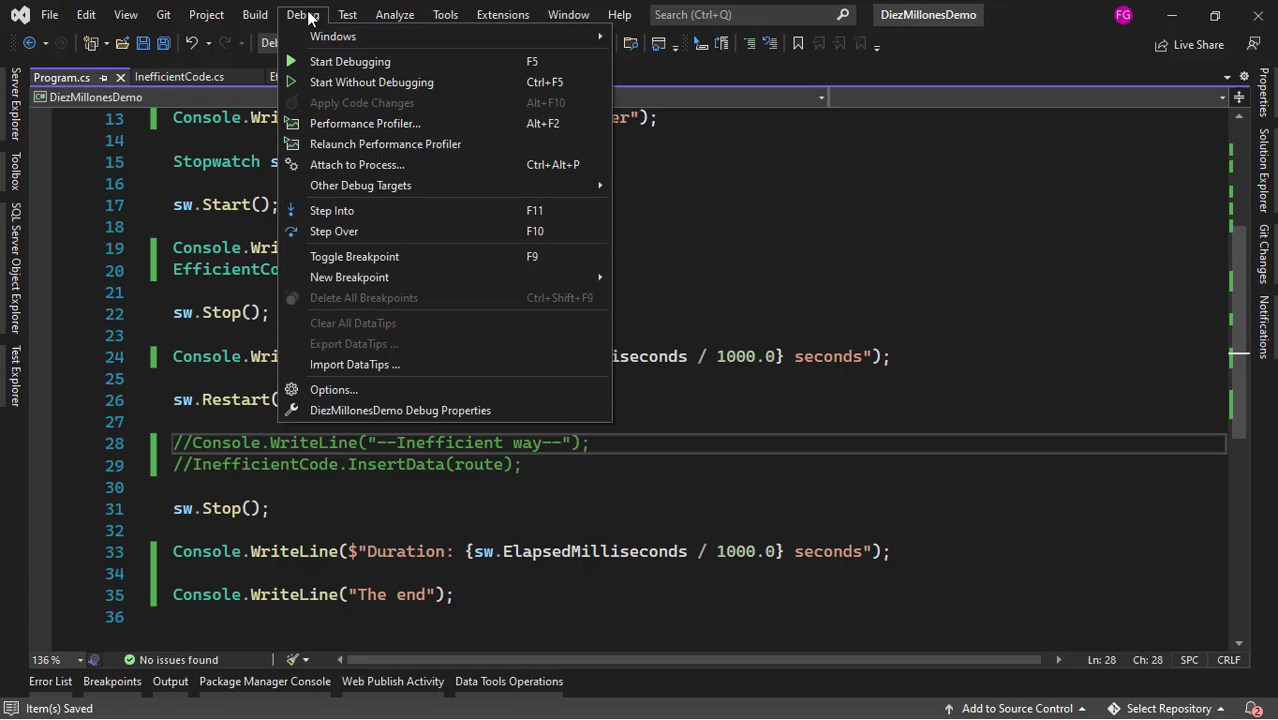 File Edit View Git Project Build Debug Test Analyze Tools Extensions Window Help Search (Ctrl+Q) DiezMillonesDemo FG
Live Share
Program.cs InefficientCode.cs
DiezMillonesDemo
Windows
Start Debugging F5
Start Without Debugging Ctrl+F5
Apply Code Changes Alt+F10
Performance Profiler... Alt+F2
Relaunch Performance Profiler
Attach to Process... Ctrl+Alt+P
Other Debug Targets
Step Into F11
Step Over F10
Toggle Breakpoint F9
New Breakpoint
Delete All Breakpoints Ctrl+Shift+F9
Clear All DataTips
Export DataTips ...
Import DataTips ...
Options...
DiezMillonesDemo Debug Properties
13 Console.Wri er");
14
15 Stopwatch s
16
17 sw.Start();
18
19 Console.Wri
20 EfficientCo
21
22 sw.Stop();
23
24 Console.Wri iseconds / 1000.0} seconds");
25
26 sw.Restart(
27
28 //Console.WriteLine("--Inefficient way--");
29 //InefficientCode.InsertData(route);
30
31 sw.Stop();
32
33 Console.WriteLine($"Duration: {sw.ElapsedMilliseconds / 1000.0} seconds");
34
35 Console.WriteLine("The end");
36
Server Explorer
Toolbox
SQL Server Object Explorer
Test Explorer
Properties
Solution Explorer
Git Changes
Notifications
136 % No issues found Ln: 28 Ch: 28 SPC CRLF
Error List Breakpoints Output Package Manager Console Web Publish Activity Data Tools Operations
Item(s) Saved Add to Source Control Select Repository 2